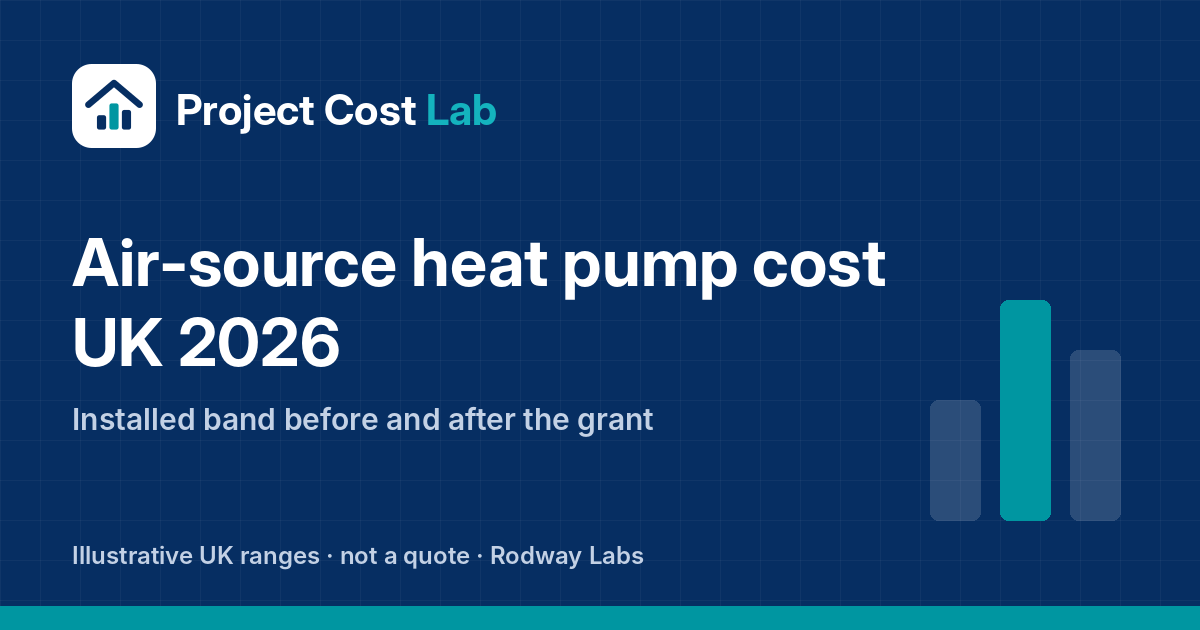 Project Cost Lab
Air-source heat pump cost
UK 2026
Installed band before and after the grant
Illustrative UK ranges · not a quote · Rodway Labs